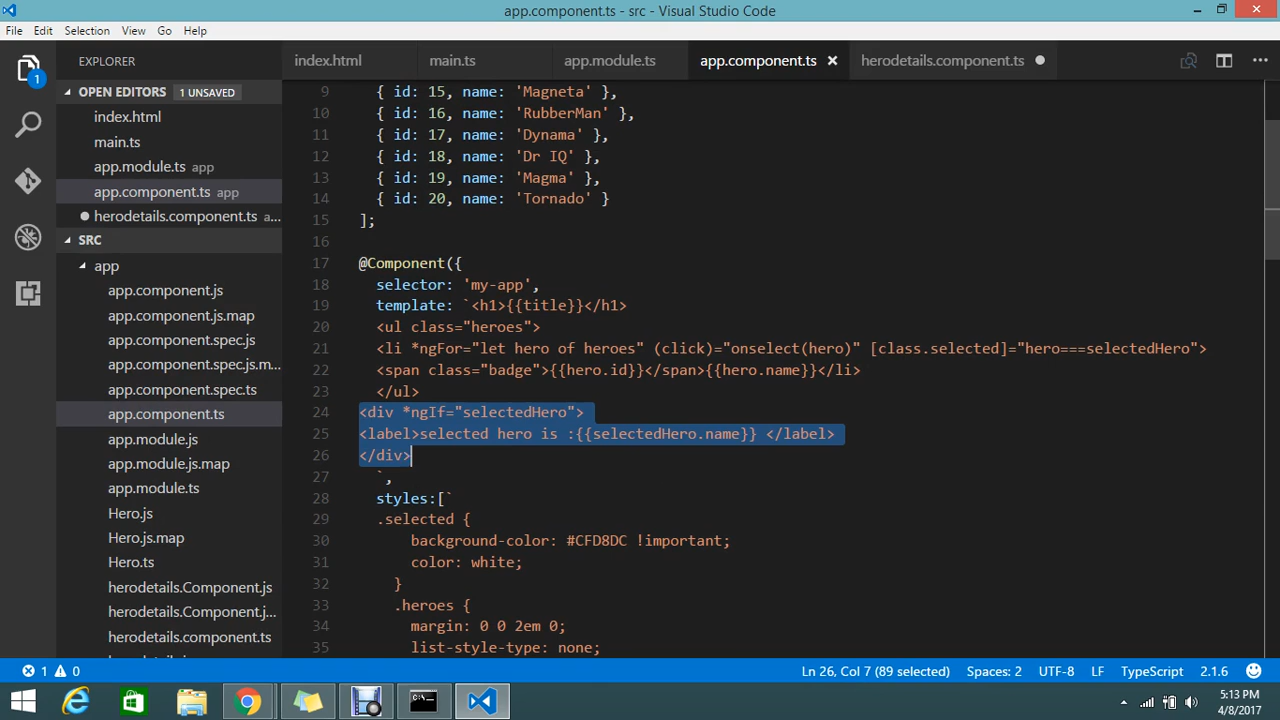 app.component.ts - src - Visual Studio Code
File Edit Selection View Go Help
EXPLORER
index.html main.ts app.module.ts app.component.ts herodetails.component.ts
1
OPEN EDITORS 1 UNSAVED
index.html
main.ts
app.module.ts app
app.component.ts app
herodetails.component.ts a...
SRC
app
app.component.js
app.component.js.map
app.component.spec.js
app.component.spec.js.m...
app.component.spec.ts
app.component.ts
app.module.js
app.module.js.map
app.module.ts
Hero.js
Hero.js.map
Hero.ts
herodetails.Component.js
herodetails.Component.j...
herodetails.component.ts
9 { id: 15, name: 'Magneta' },
10 { id: 16, name: 'RubberMan' },
11 { id: 17, name: 'Dynama' },
12 { id: 18, name: 'Dr IQ' },
13 { id: 19, name: 'Magma' },
14 { id: 20, name: 'Tornado' }
15 ];
16
17 @Component({
18 selector: 'my-app',
19 template: `<h1>{{title}}</h1>
20 <ul class="heroes">
21 <li *ngFor="let hero of heroes" (click)="onselect(hero)" [class.selected]="hero===selectedHero">
22 <span class="badge">{{hero.id}}</span>{{hero.name}}</li>
23 </ul>
24 <div *ngIf="selectedHero">
25 <label>selected hero is :{{selectedHero.name}} </label>
26 </div>
27 `,
28 styles:[`
29 .selected {
30 background-color: #CFD8DC !important;
31 color: white;
32 }
33 .heroes {
34 margin: 0 0 2em 0;
35 list-style-type: none;
1 0 Ln 26, Col 7 (89 selected) Spaces: 2 UTF-8 LF TypeScript 2.1.6
5:13 PM
4/8/2017